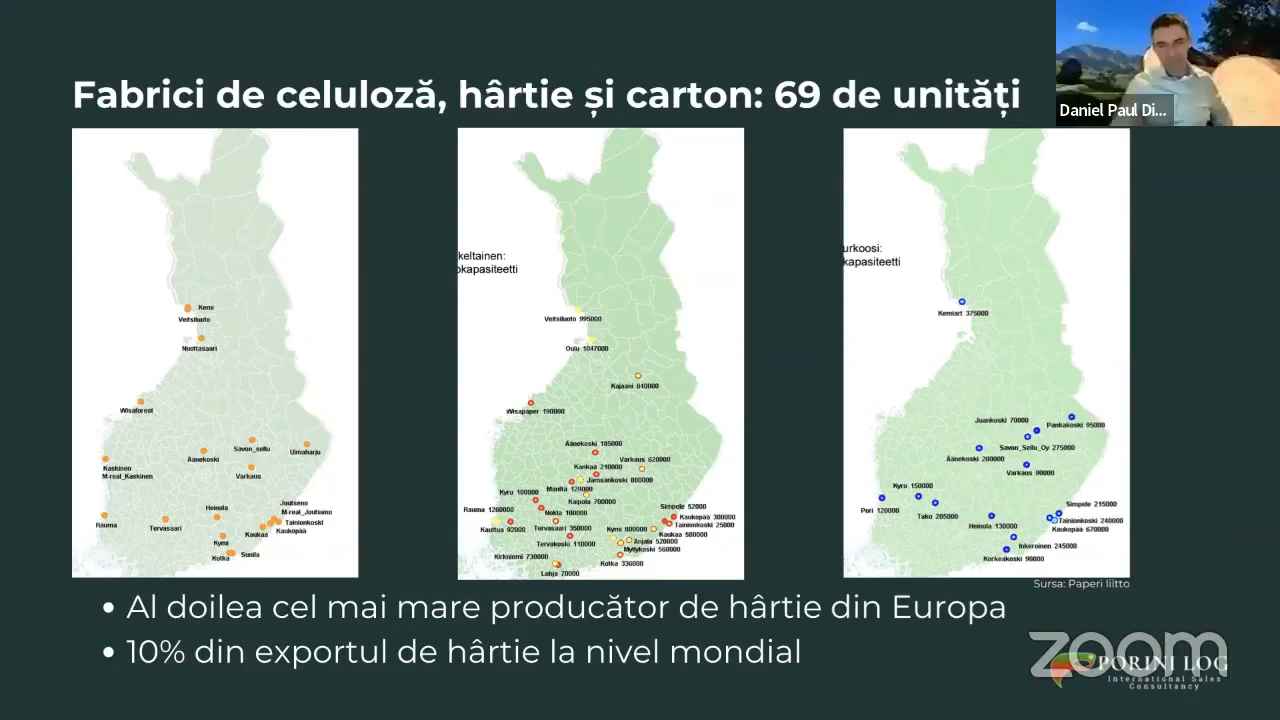 Fabrici de celuloză, hârtie și carton: 69 de unități
Daniel Paul Di...
Kemi
Veitsiluoto
Nuottasaari
Wisaforest
Savon_sellu
Uimaharju
Äänekoski
Kaskinen
M-real_Kaskinen
Varkaus
Joutseno
M-real_Joutseno
Heinola
Tainionkoski
Kaukopää
Rauma
Tervasaari
Kaukaa
Kymi
Sunila
Kotka
keltainen:
okapasiteetti
Veitsiluoto 995000
Oulu 1047000
Kajaani 610000
Wisapaper 190000
Äänekoski 185000
Varkaus 620000
Kankaa 210000
Jämsänkoski 800000
Mänttä 129000
Kyro 100000
Kaipola 700000
Rauma 1260000
Nokia 100000
Simpele 52000
Kaukopää 300000
Tainionkoski 25000
Kauttua 92000
Tervasaari 350000
Kymi 800000
Kaukaa 580000
Tervakoski 110000
Anjala 520000
Myllykoski 560000
Kirkniemi 730000
Kotka 336000
Lohja 70000
urkoosi:
kapasiteetti
Kemiart 375000
Juankoski 70000
Pankakoski 95000
Savon_Sellu_Oy 275000
Äänekoski 200000
Varkaus 90000
Kyro 150000
Simpele 215000
Pori 120000
Tako 205000
Tainionkoski 240000
Heinola 130000
Kaukopää 670000
Inkeroinen 245000
Korkeakoski 90000
Sursa: Paperi liitto
• Al doilea cel mai mare producător de hârtie din Europa
• 10% din exportul de hârtie la nivel mondial
zoom
PORINI LOG
International Sales
Consultancy